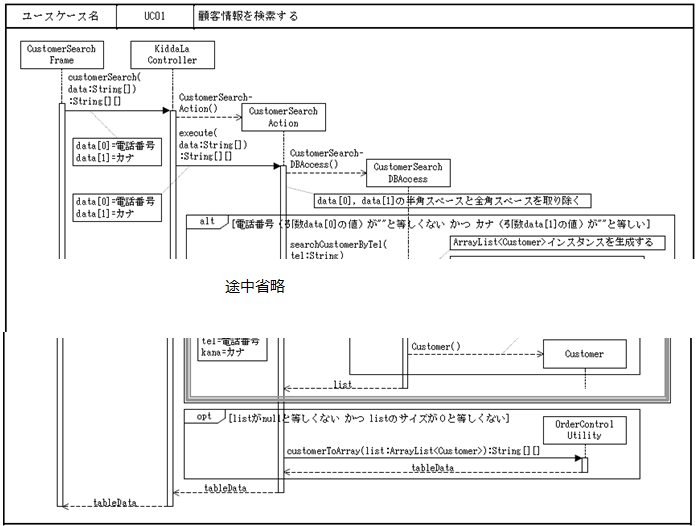 ユースケース名 UC01 顧客情報を検索する
CustomerSearch
Frame
KiddaLa
Controller
customerSearch(
data:String[])
:String[][]
CustomerSearch-
Action()
CustomerSearch
Action
data[0]=電話番号
data[1]=カナ
execute(
data:String[])
:String[][]
CustomerSearch-
DBAccess()
CustomerSearch
DBAccess
data[0]=電話番号
data[1]=カナ
data[0], data[1]の半角スペースと全角スペースを取り除く
alt [電話番号（引数data[0]の値）が""と等しくない かつ カナ（引数data[1]の値）が""と等しい]
searchCustomerByTel(
tel:String)
ArrayList<Customer>インスタンスを生成する
途中省略
tel=電話番号
kana=カナ
Customer()
Customer
list
opt [listがnullと等しくない かつ listのサイズが0と等しくない]
OrderControl
Utility
customerToArray(list:ArrayList<Customer>):String[][]
tableData
tableData
tableData